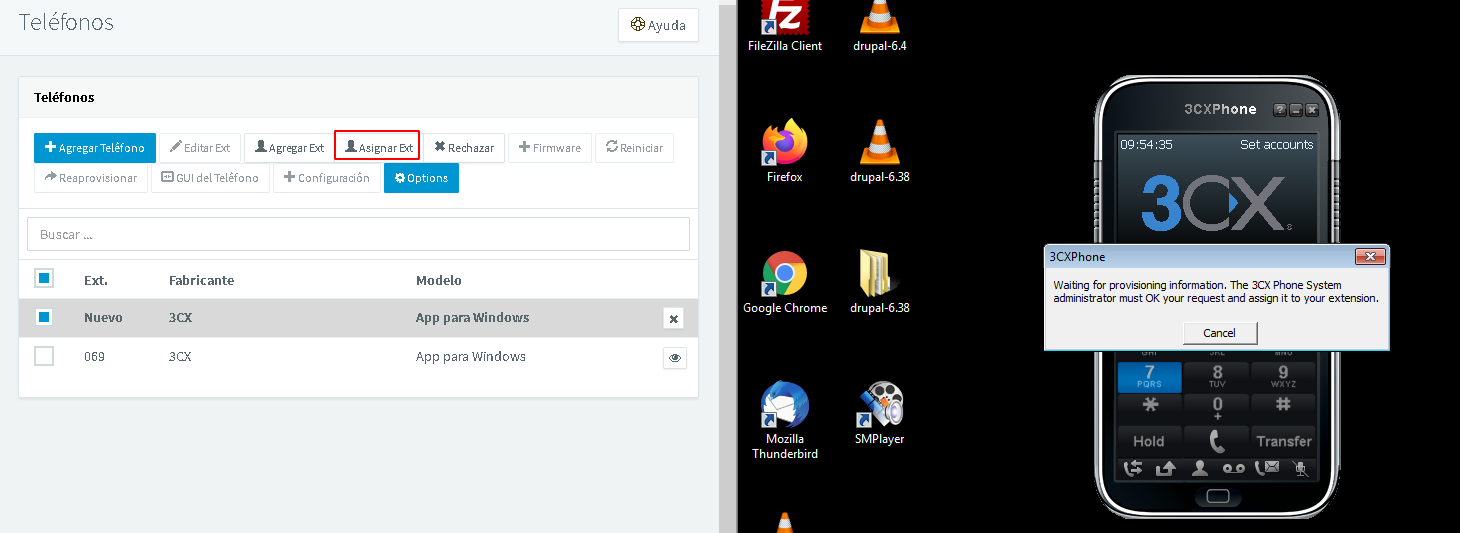 Teléfonos
Ayuda
Teléfonos
Agregar Teléfono
Editar Ext
Agregar Ext
Asignar Ext
Rechazar
Firmware
Reiniciar
Reaprovisionar
GUI del Teléfono
Configuración
Options
Buscar ...
Ext. Fabricante Modelo
Nuevo 3CX App para Windows
069 3CX App para Windows
FileZilla Client
drupal-6.4
Firefox
drupal-6.38
Google Chrome
drupal-6.38
Mozilla
Thunderbird
SMPlayer
3CXPhone
09:54:35 Set accounts
3CX
3CXPhone
Waiting for provisioning information. The 3CX Phone System
administrator must OK your request and assign it to your extension.
Cancel
7 8 9
PQRS TUV WXYZ
* 0 #
+
Hold Transfer